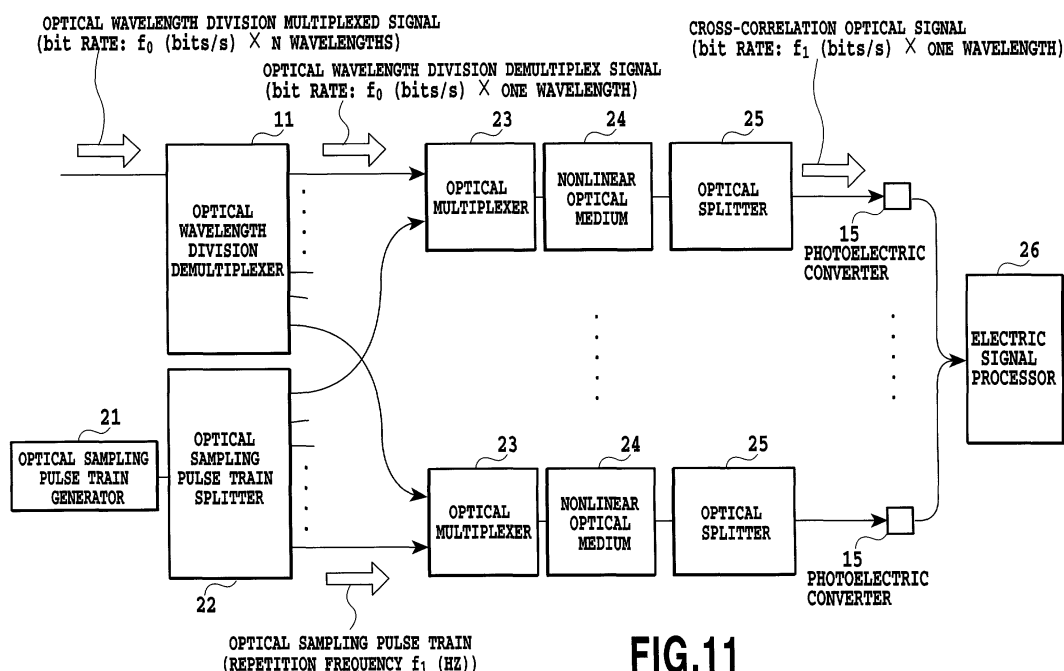 OPTICAL WAVELENGTH DIVISION MULTIPLEXED SIGNAL
(bit RATE: f₀ (bits/s) × N WAVELENGTHS)
OPTICAL WAVELENGTH DIVISION DEMULTIPLEX SIGNAL
(bit RATE: f₀ (bits/s) × ONE WAVELENGTH)
CROSS-CORRELATION OPTICAL SIGNAL
(bit RATE: f₁ (bits/s) × ONE WAVELENGTH)
11
OPTICAL
WAVELENGTH
DIVISION
DEMULTIPLEXER
23
OPTICAL
MULTIPLEXER
24
NONLINEAR
OPTICAL
MEDIUM
25
OPTICAL
SPLITTER
15
PHOTOELECTRIC
CONVERTER
26
ELECTRIC
SIGNAL
PROCESSOR
21
OPTICAL SAMPLING
PULSE TRAIN
GENERATOR
OPTICAL
SAMPLING
PULSE TRAIN
SPLITTER
22
23
OPTICAL
MULTIPLEXER
24
NONLINEAR
OPTICAL
MEDIUM
25
OPTICAL
SPLITTER
15
PHOTOELECTRIC
CONVERTER
OPTICAL SAMPLING PULSE TRAIN
(REPETITION FREQUENCY f₁ (HZ))
FIG.11